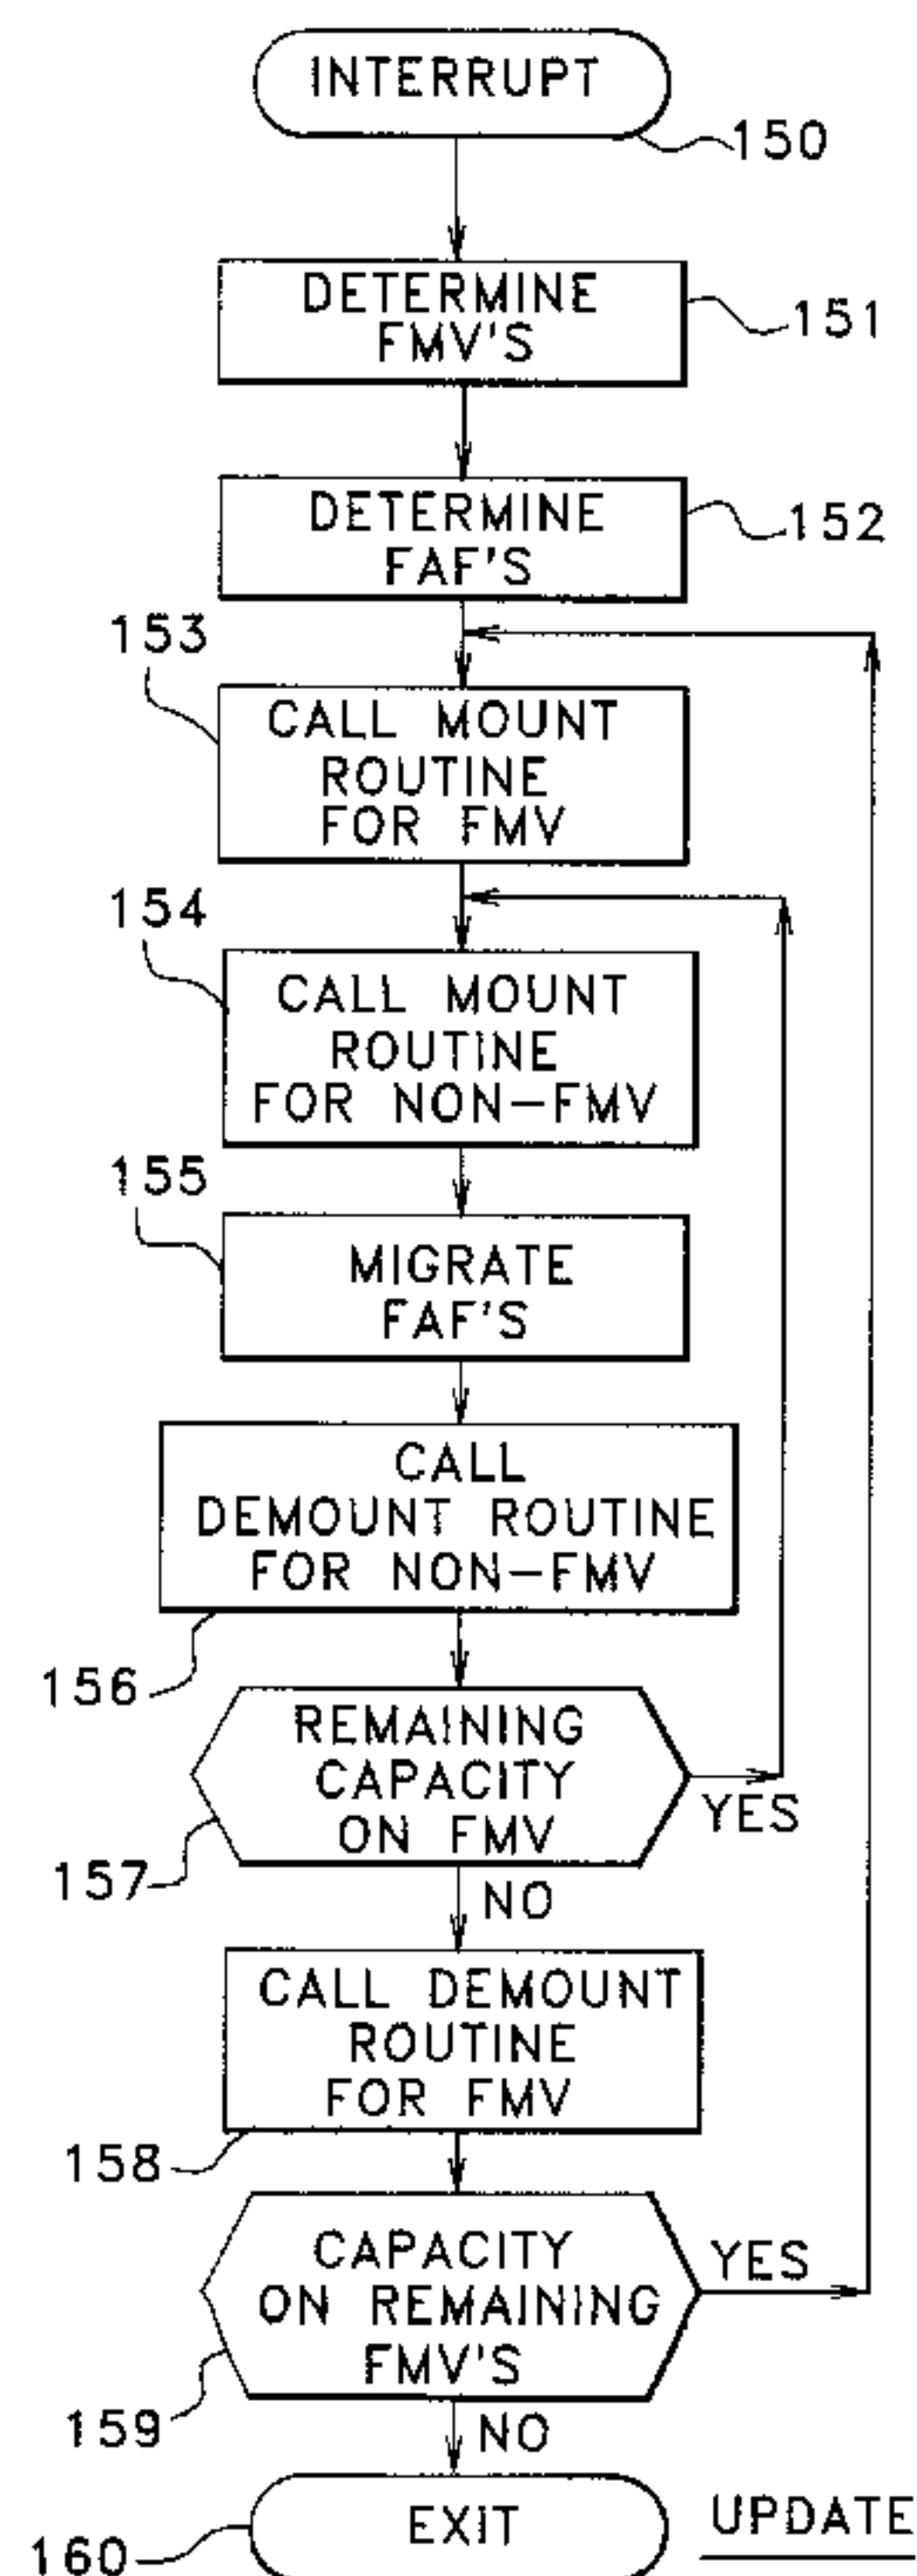 INTERRUPT
150
DETERMINE
FMV'S
151
DETERMINE
FAF'S
152
153
CALL MOUNT
ROUTINE
FOR FMV
154
CALL MOUNT
ROUTINE
FOR NON-FMV
155
MIGRATE
FAF'S
CALL
DEMOUNT ROUTINE
FOR NON-FMV
156
REMAINING
CAPACITY
ON FMV
YES
157
NO
CALL DEMOUNT
ROUTINE
FOR FMV
158
CAPACITY
ON REMAINING
FMV'S
YES
159
NO
EXIT
160
UPDATE